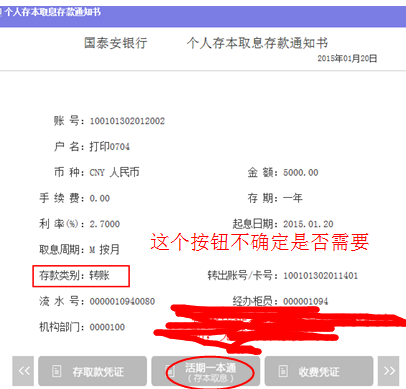 个人存本取息存款通知书
国泰安银行 个人存本取息存款通知书
2015年01月20日
账 号：100101302012002
户 名：打印0704
币 种：CNY 人民币 金 额：5000.00
手 续 费：0.00 存 期：一年
利 率(%)：2.7000 起息日期：2015.01.20
取息周期：M 按月
这个按钮不确定是否需要
存款类别：转账 转出账号/卡号：100101302011401
流 水 号：0000010940080 经办柜员：000001094
机构部门：0000100
<< 存取款凭证 活期一本通 收费凭证 >>
(存本取息)